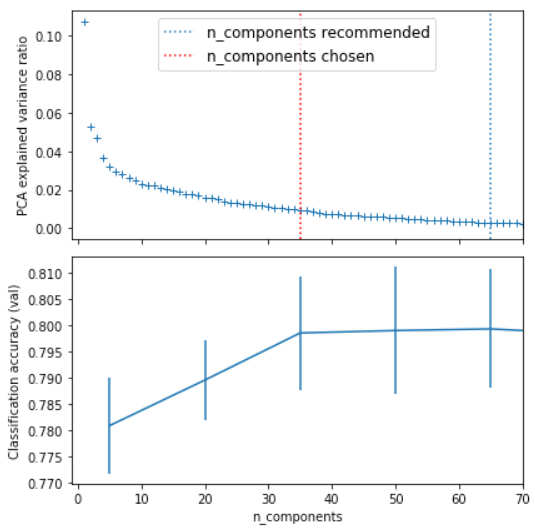 n_components recommended
n_components chosen
PCA explained variance ratio
0.10
0.08
0.06
0.04
0.02
0.00
Classification accuracy (val)
0.810
0.805
0.800
0.795
0.790
0.785
0.780
0.775
0.770
0 10 20 30 40 50 60 70
n_components